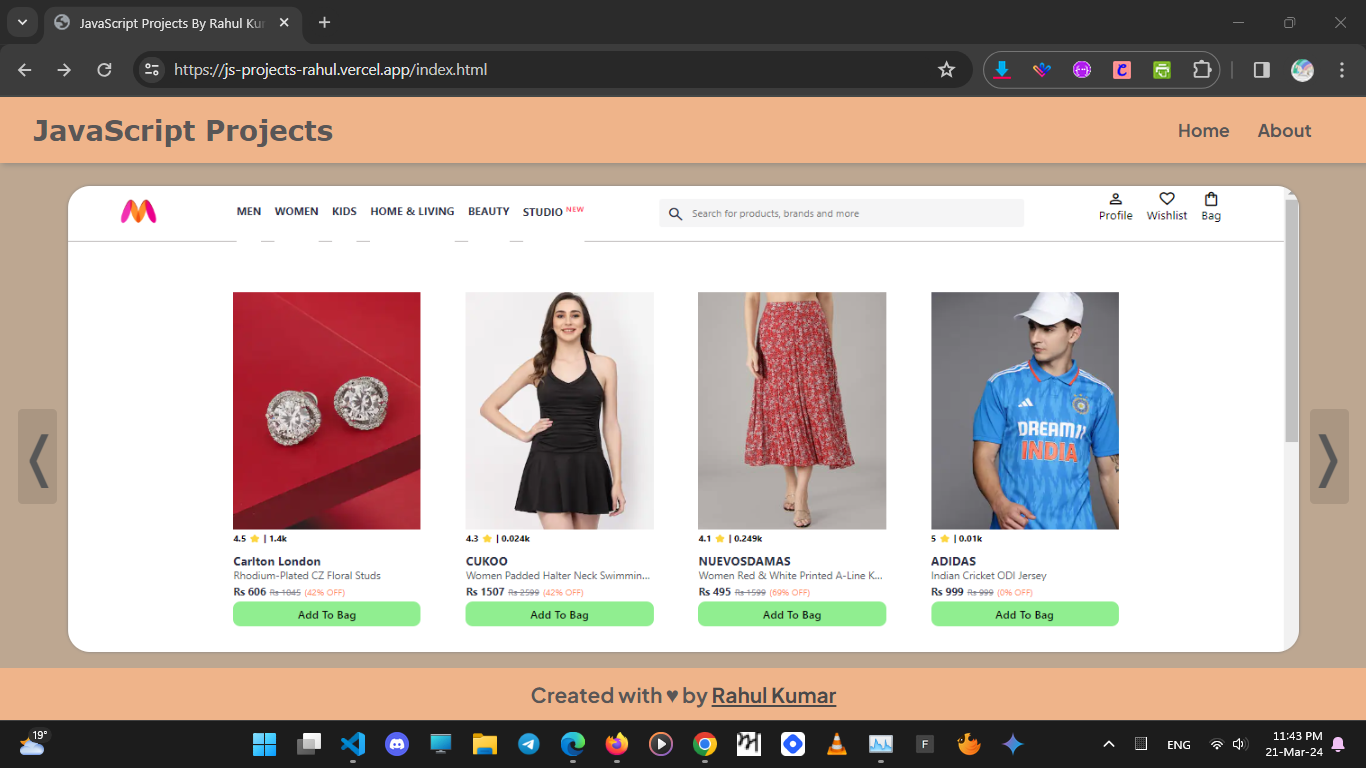 JavaScript Projects By Rahul Kur
https://js-projects-rahul.vercel.app/index.html
JavaScript Projects
Home About
MEN WOMEN KIDS HOME & LIVING BEAUTY STUDIO NEW
Search for products, brands and more
Profile Wishlist Bag
DREAM11
INDIA
4.5 ⭐ | 1.4k
Carlton London
Rhodium-Plated CZ Floral Studs
Rs 606 Rs 1045 (42% OFF)
Add To Bag
4.3 ⭐ | 0.024k
CUKOO
Women Padded Halter Neck Swimmin...
Rs 1507 Rs 2599 (42% OFF)
Add To Bag
4.1 ⭐ | 0.249k
NUEVOSDAMAS
Women Red & White Printed A-Line K...
Rs 495 Rs 1599 (69% OFF)
Add To Bag
5 ⭐ | 0.01k
ADIDAS
Indian Cricket ODI Jersey
Rs 999 Rs 999 (0% OFF)
Add To Bag
Created with ♥ by Rahul Kumar
19°
ENG
11:43 PM
21-Mar-24